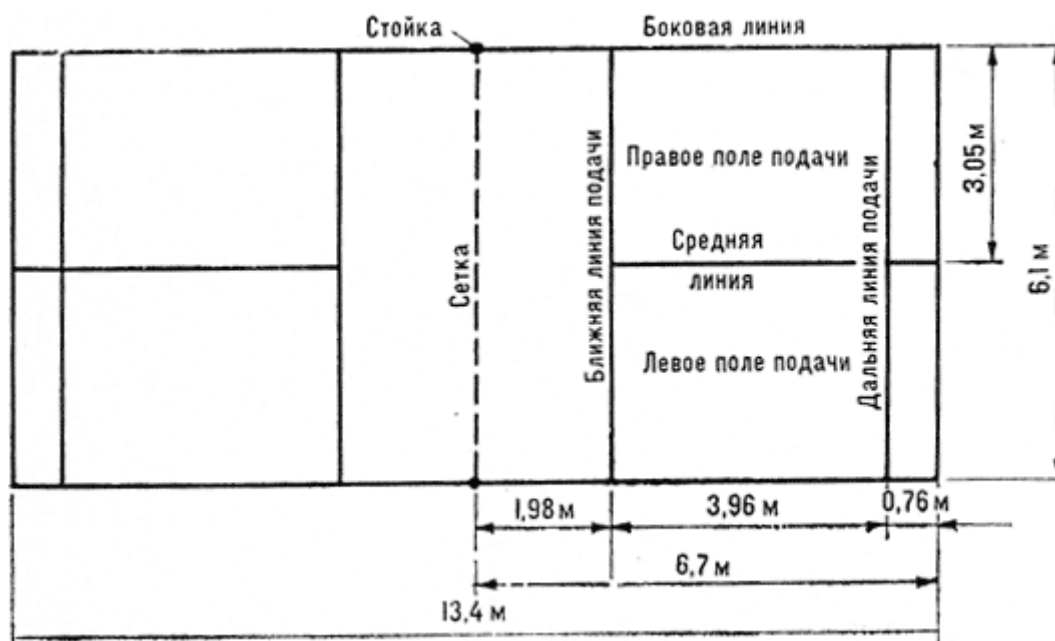 Стойка
Боковая линия
Правое поле подачи
Средняя
линия
Левое поле подачи
Сетка
Ближняя линия подачи
Дальняя линия подачи
3,05 м
6,1 м
1,98 м
3,96 м
0,76 м
6,7 м
13,4 м